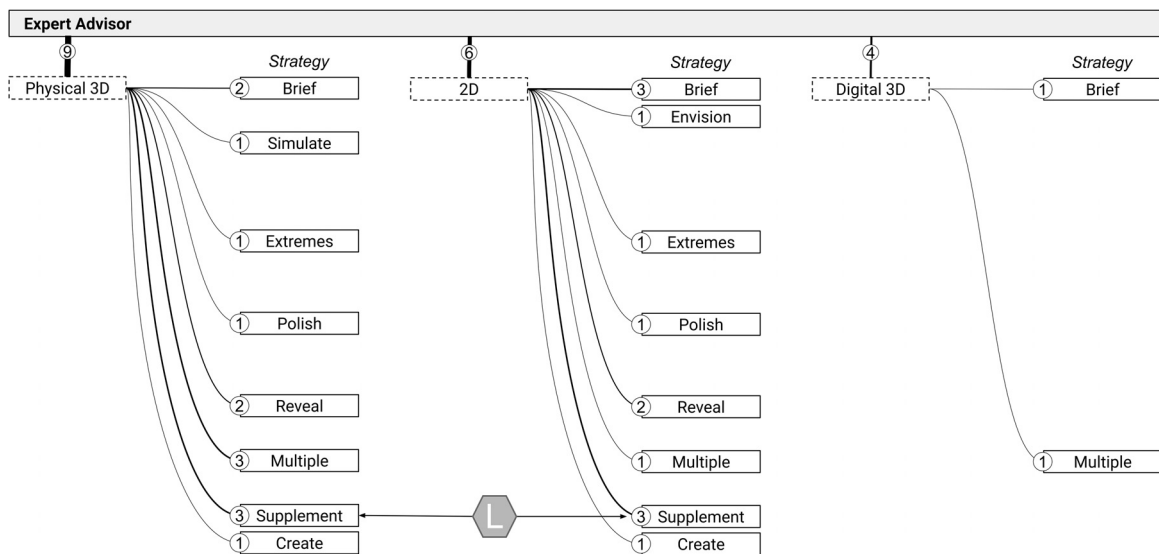 Expert Advisor
9
6
4
Strategy
Strategy
Strategy
Physical 3D
2
Brief
2D
3
Brief
Digital 3D
1
Brief
1
Envision
1
Simulate
1
Extremes
1
Extremes
1
Polish
1
Polish
2
Reveal
2
Reveal
3
Multiple
1
Multiple
1
Multiple
3
Supplement
L
3
Supplement
1
Create
1
Create